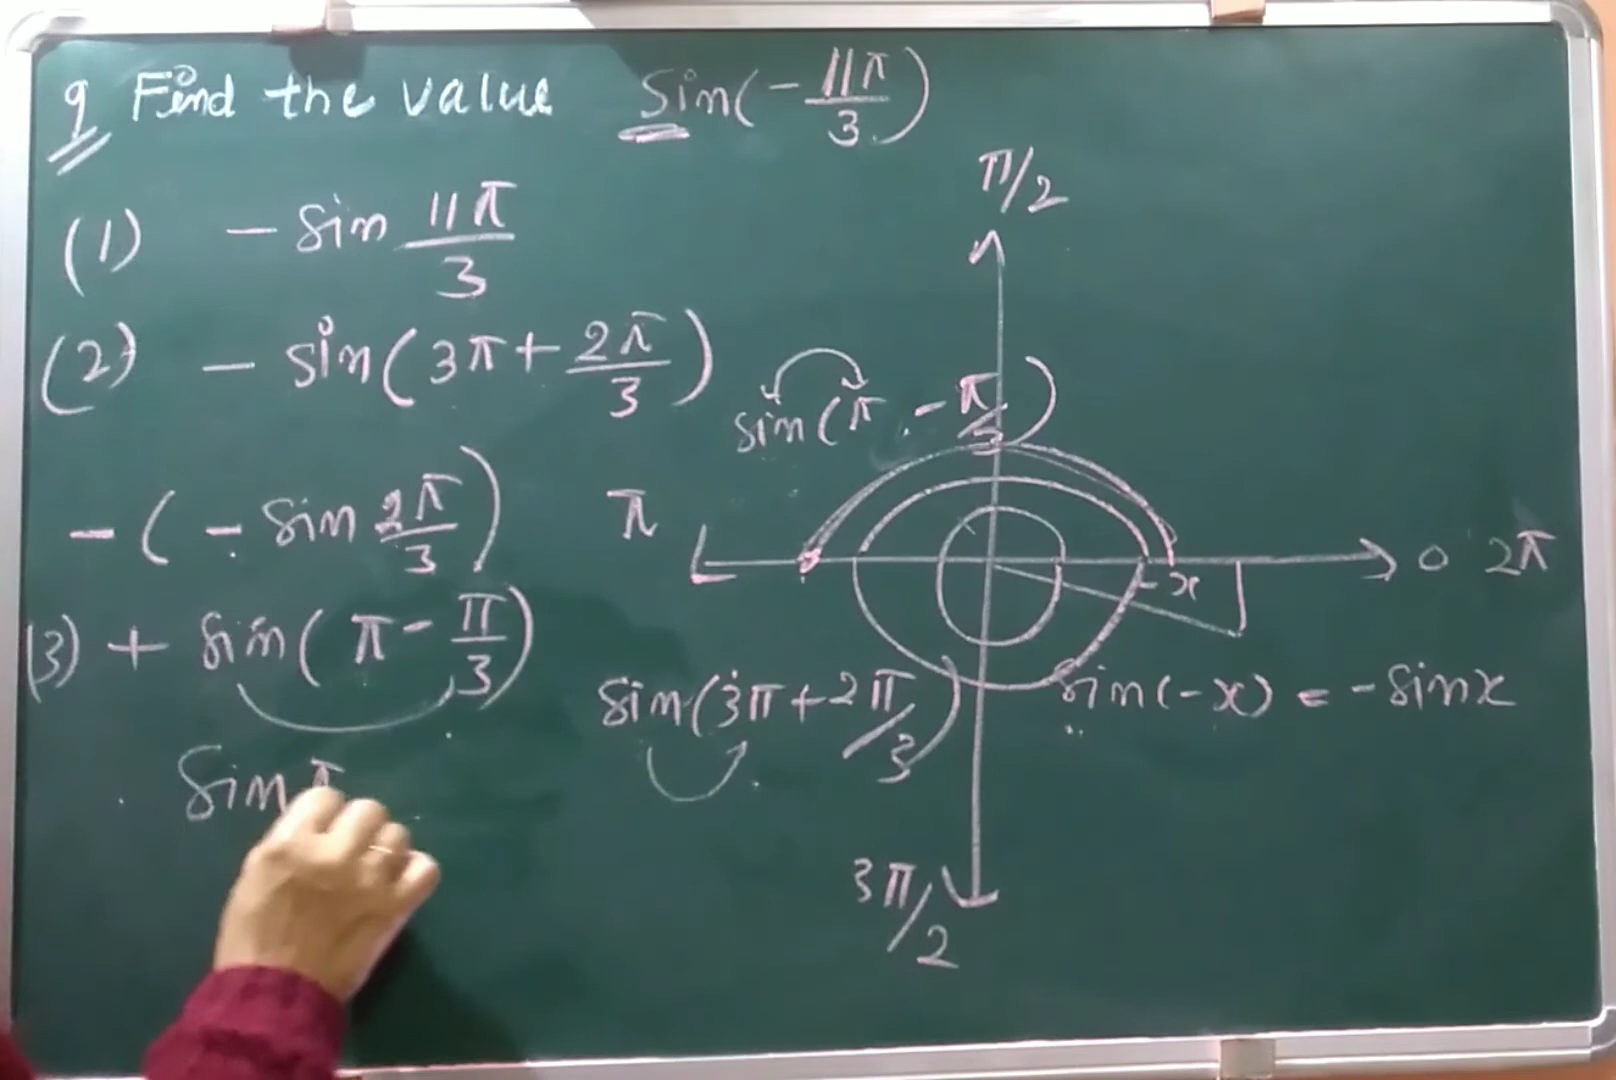 q Find the value sin(-11π/3)
(1) - sin 11π/3
(2) - sin(3π+2π/3)
-(- sin 2π/3)
(3) + sin(π-π/3)
sin π
π/2
sin(π-π/3)
π
0 2π
-x
sin(3π+2π/3)
sin(-x) = -sinx
3π/2